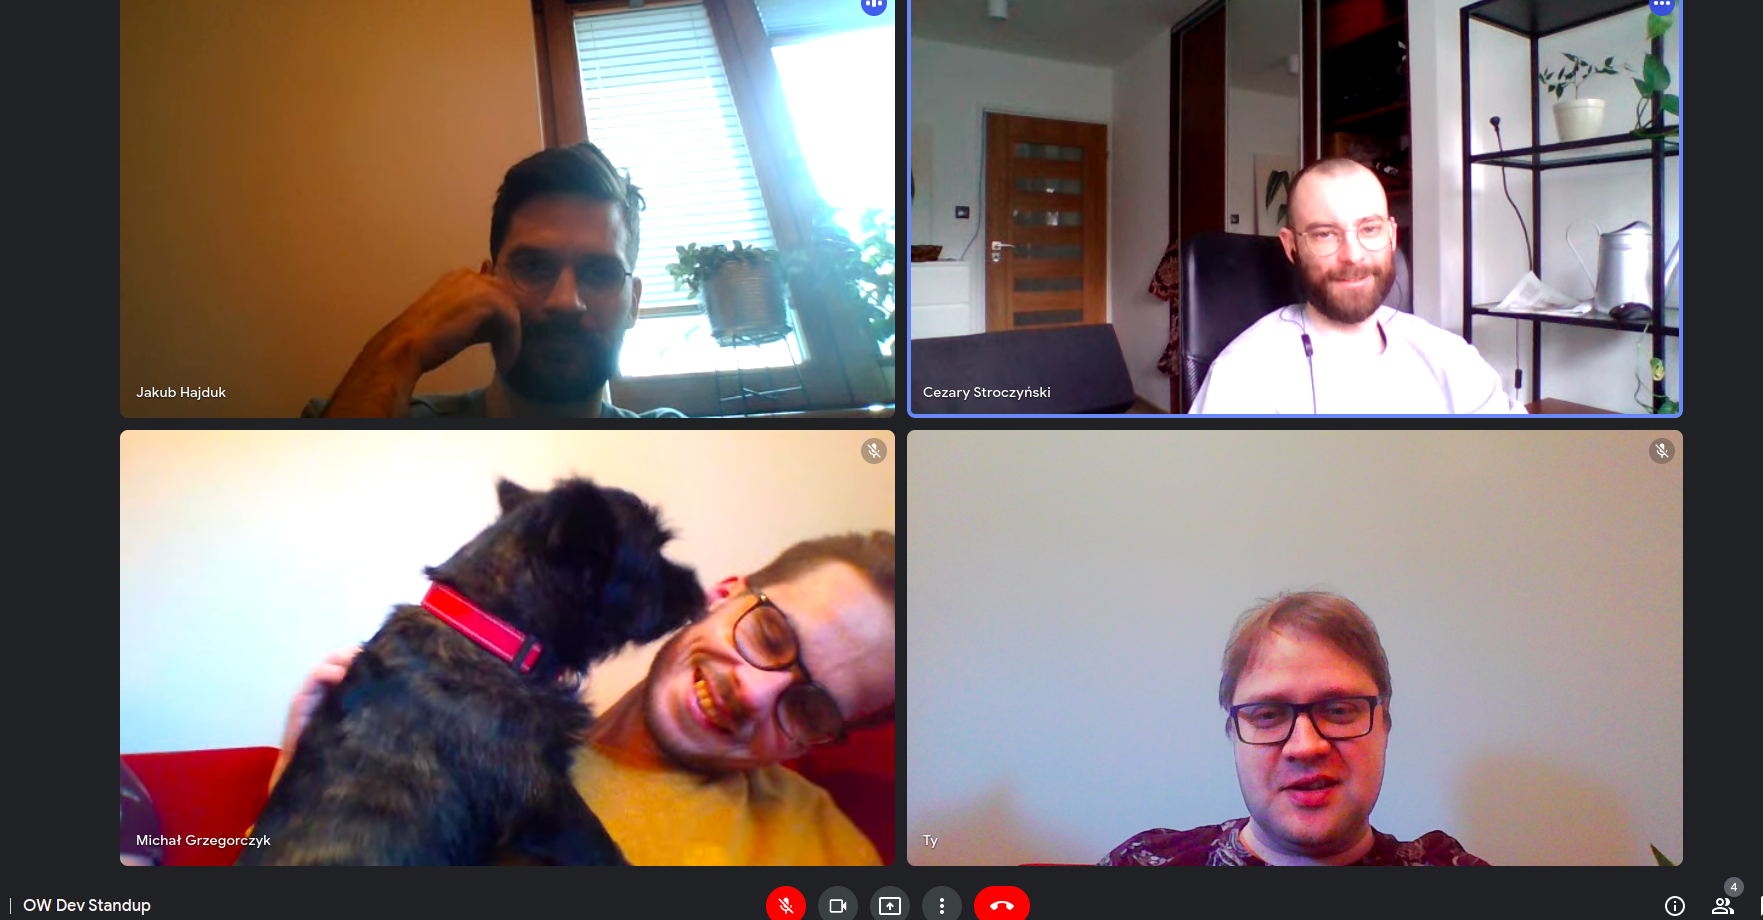 Jakub Hajduk
Cezary Stroczyński
Michał Grzegorczyk
Ty
OW Dev Standup
4